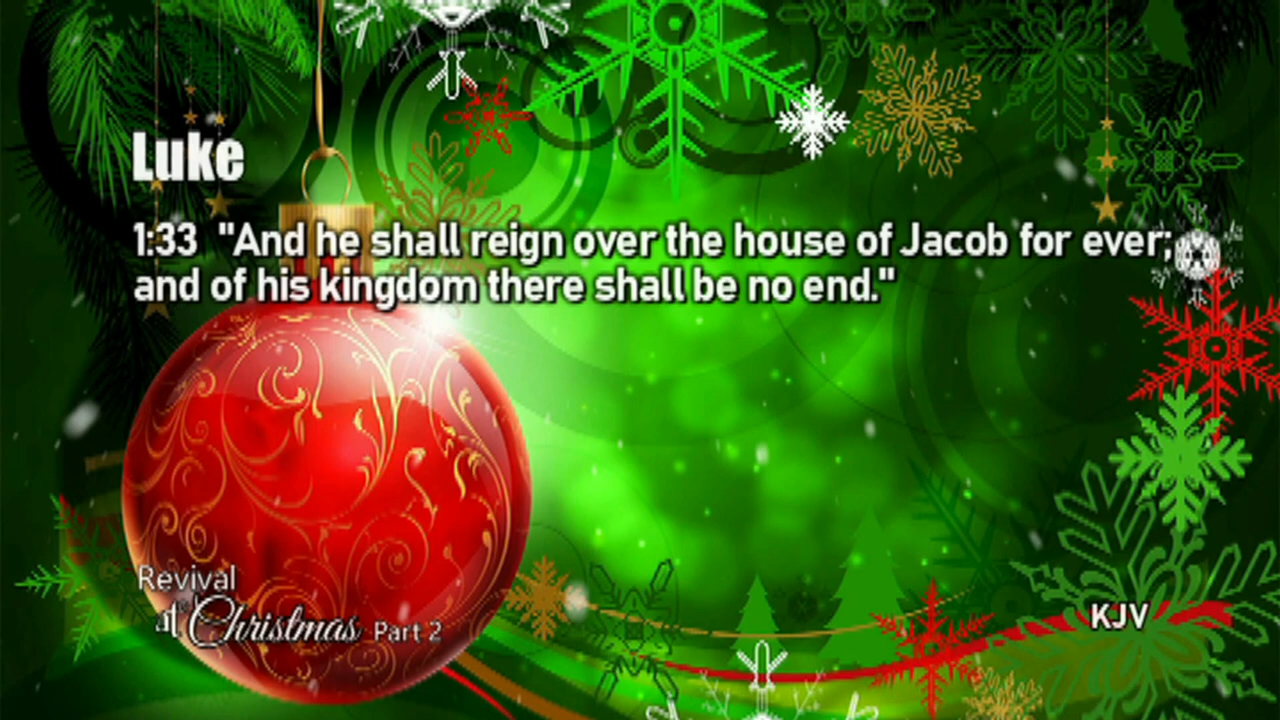 Luke
1:33 "And he shall reign over the house of Jacob for ever;
and of his kingdom there shall be no end."
Revival
at Christmas Part 2
KJV